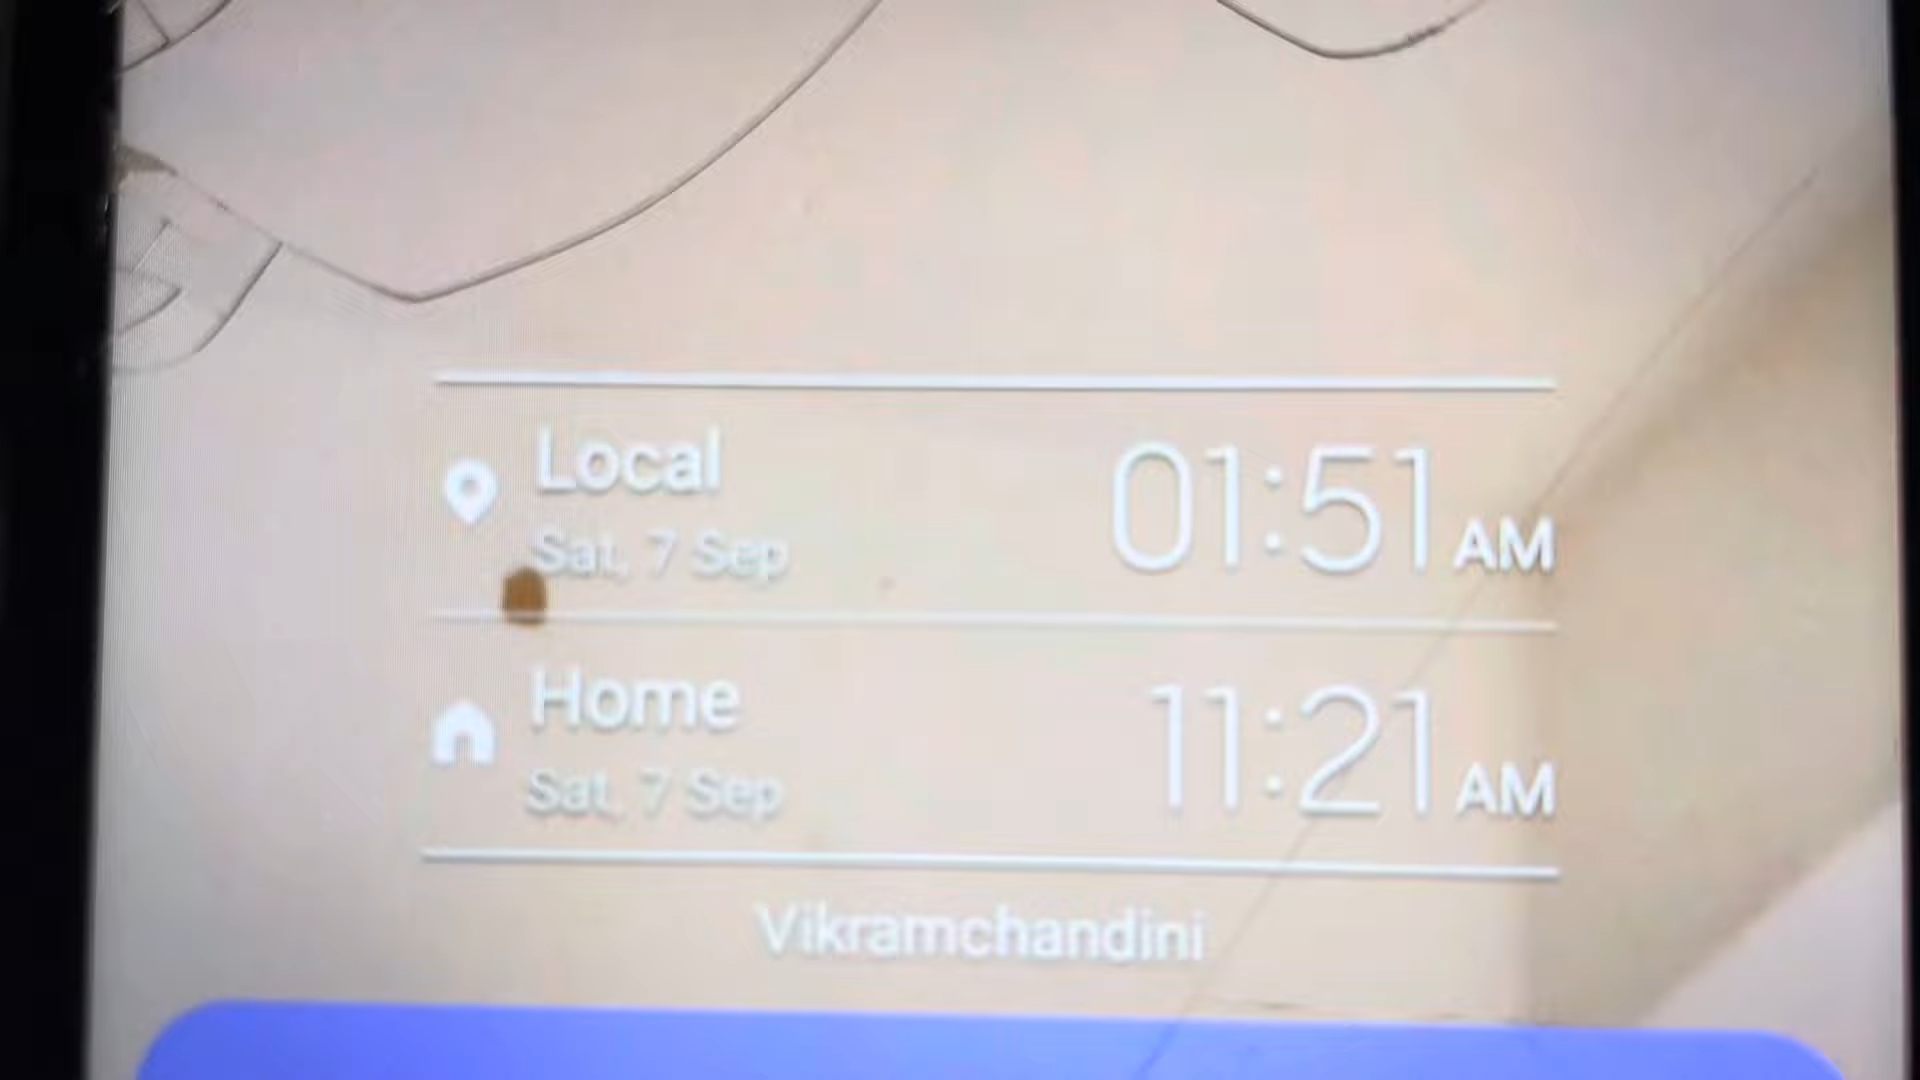 Local
01:51 AM
Sat, 7 Sep
Home
11:21 AM
Sat, 7 Sep
Vikramchandini